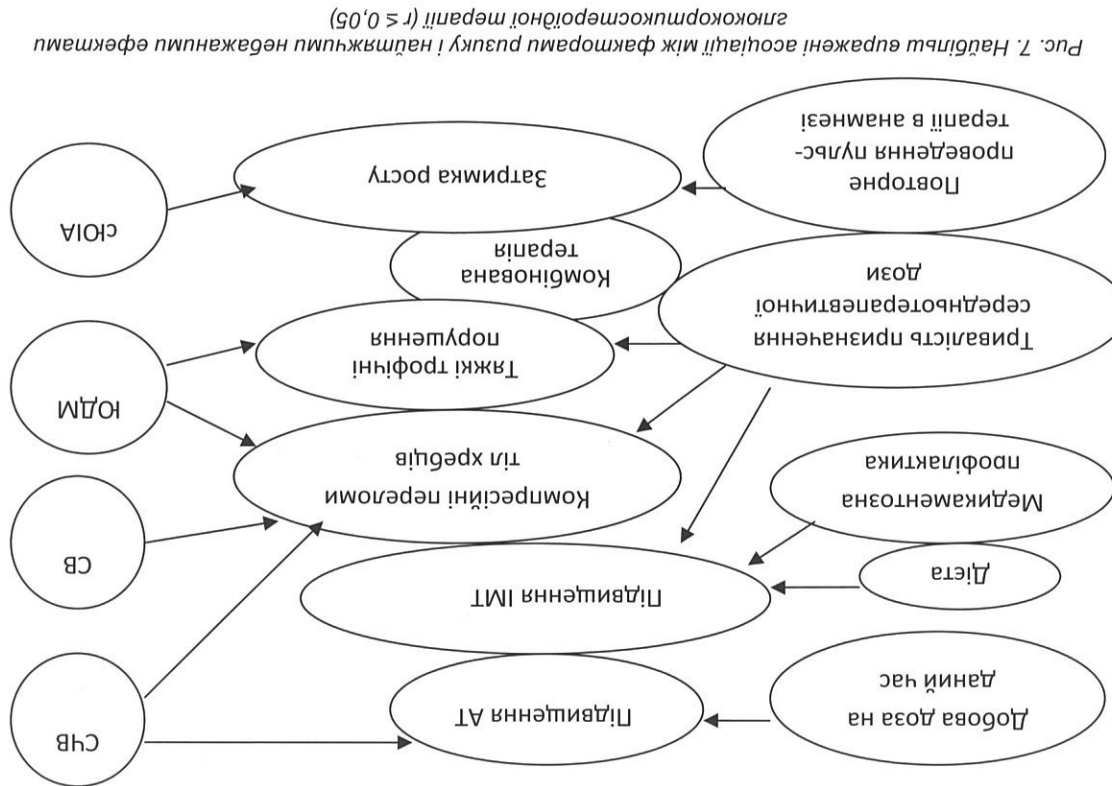 Добова доза на
даний час
Підвищення АТ
СЧВ
Дієта
Підвищення ІМТ
Медикаментозна
профілактика
СВ
Компресійні переломи
тіл хребців
ЮДМ
Тривалість призначення
середньотерапевтичної
дози
Тяжкі трофічні
порушення
Комбінована
терапія
Повторне
проведення пульс-
терапії в анамнезі
Затримка росту
сЮІА
Рис. 7. Найбільш виражені асоціації між факторами ризику і найтяжчими небажаними ефектами
глюкокортикостероїдної терапії (r ≤ 0,05)